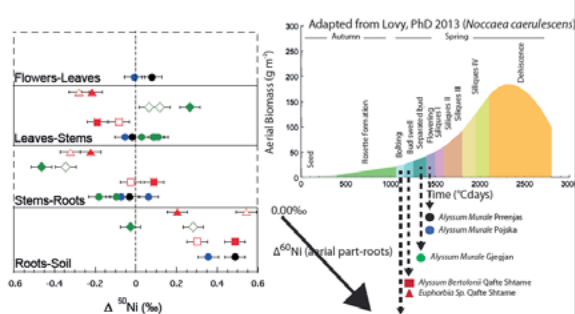 Flowers-Leaves
Leaves-Stems
Stems-Roots
Roots-Soil
-0.6 -0.4 -0.2 0 0.2 0.4 0.6
Δ ⁵⁰Ni (‰)
Adapted from Lovy, PhD 2013 (Noccaea caerulescens)
Autumn
Spring
Aerial Biomass (g m²)
300
250
200
150
100
50
0
Seed
Rosette Formation
Bolting
Bud swell
Separated bud
Flowering
Siliques I
Siliques II
Siliques III
Siliques IV
Dehiscence
0 500 1000 1500 2000 2500 3000
Time (°Cdays)
0.00‰
Δ⁶⁰Ni (aerial part-roots)
Alyssum Murale Prrenjas
Alyssum Murale Pojska
Alyssum Murale Gjegjan
Alyssum Bertolonii Qafte Shtame
Euphorbiis Sp. Qafte Shtame